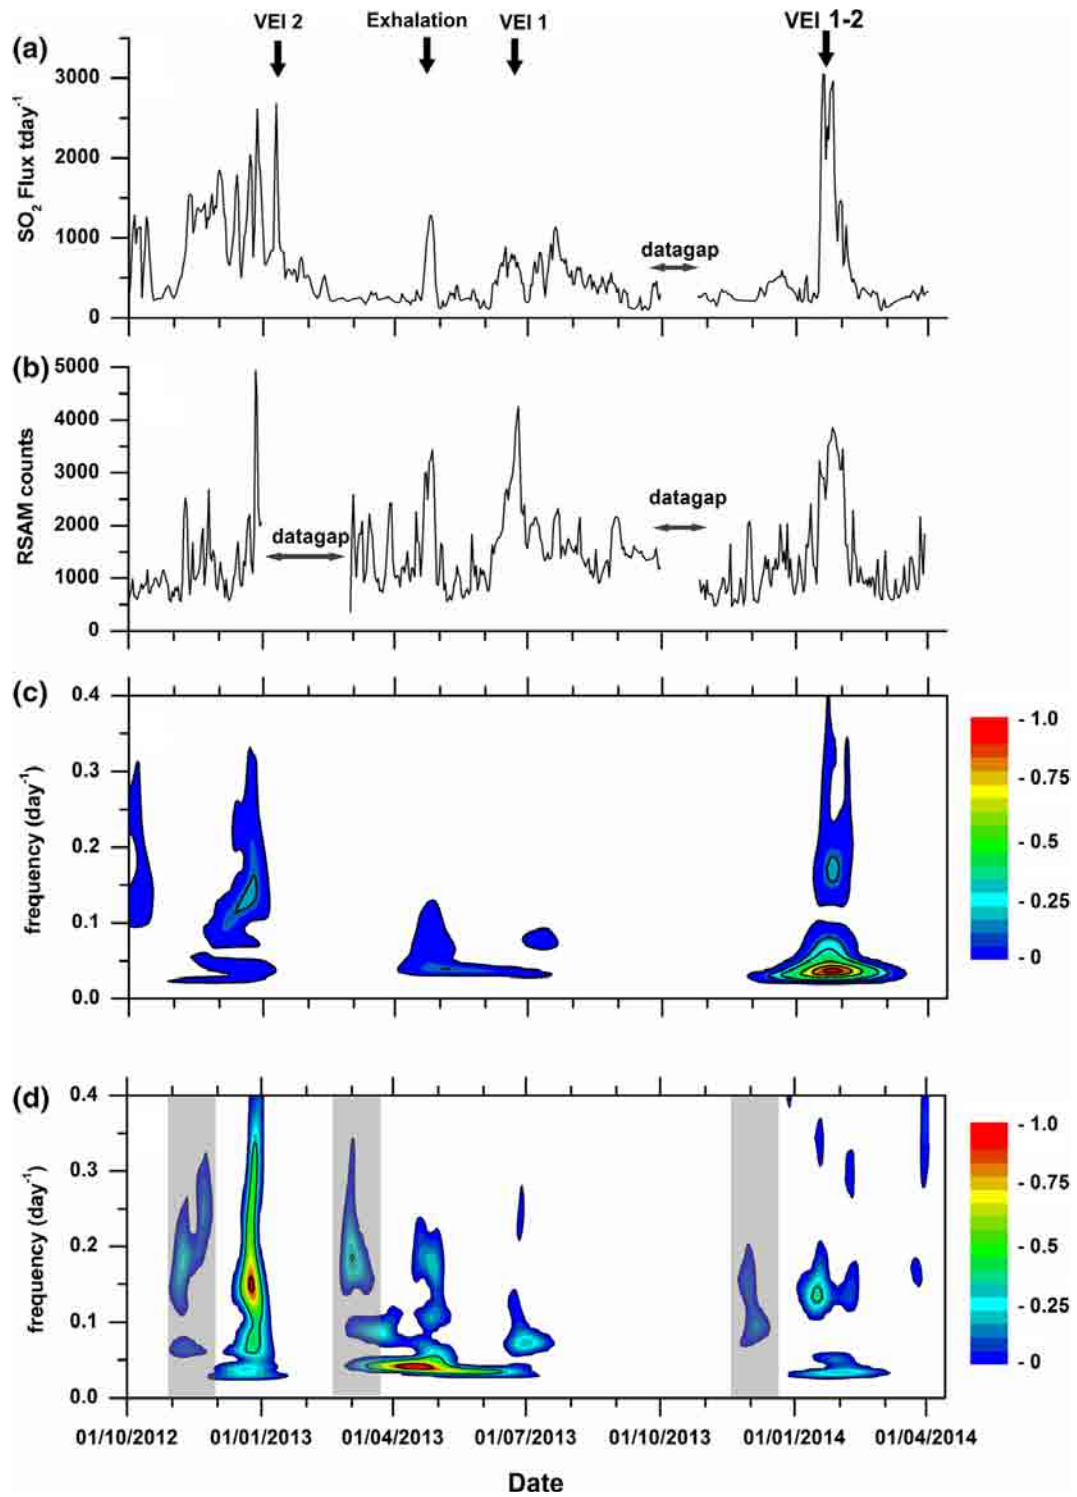 VEI 2 Exhalation VEI 1 VEI 1-2
(a)
3000
2000
1000
0
SO2 Flux tday-1
datagap
(b)
5000
4000
3000
2000
1000
0
RSAM counts
datagap
datagap
(c)
0.4
0.3
0.2
0.1
0.0
frequency (day-1)
- 1.0
- 0.75
- 0.5
- 0.25
- 0
(d)
0.4
0.3
0.2
0.1
0.0
frequency (day-1)
- 1.0
- 0.75
- 0.5
- 0.25
- 0
01/10/2012 01/01/2013 01/04/2013 01/07/2013 01/10/2013 01/01/2014 01/04/2014
Date